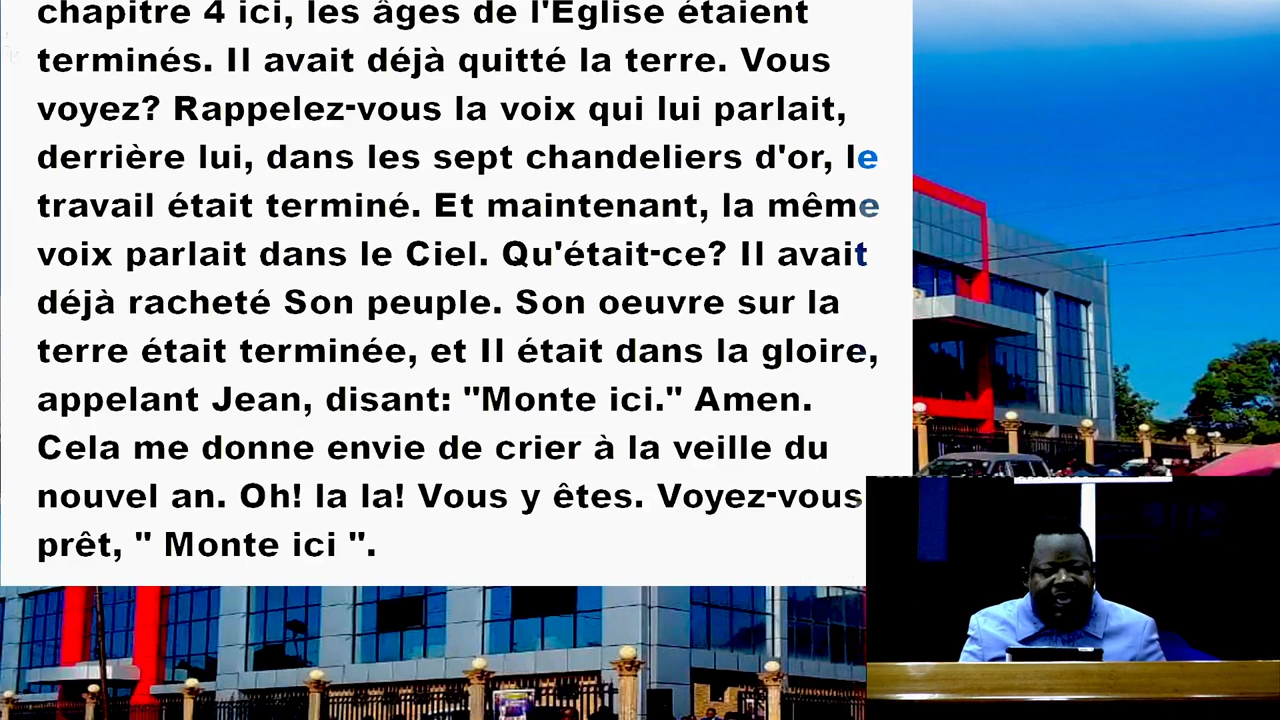 chapitre 4 ici, les âges de l'Eglise étaient
terminés. Il avait déjà quitté la terre. Vous
voyez? Rappelez-vous la voix qui lui parlait,
derrière lui, dans les sept chandeliers d'or, le
travail était terminé. Et maintenant, la même
voix parlait dans le Ciel. Qu'était-ce? Il avait
déjà racheté Son peuple. Son oeuvre sur la
terre était terminée, et Il était dans la gloire,
appelant Jean, disant: "Monte ici." Amen.
Cela me donne envie de crier à la veille du
nouvel an. Oh! la la! Vous y êtes. Voyez-vous
prêt, " Monte ici ".